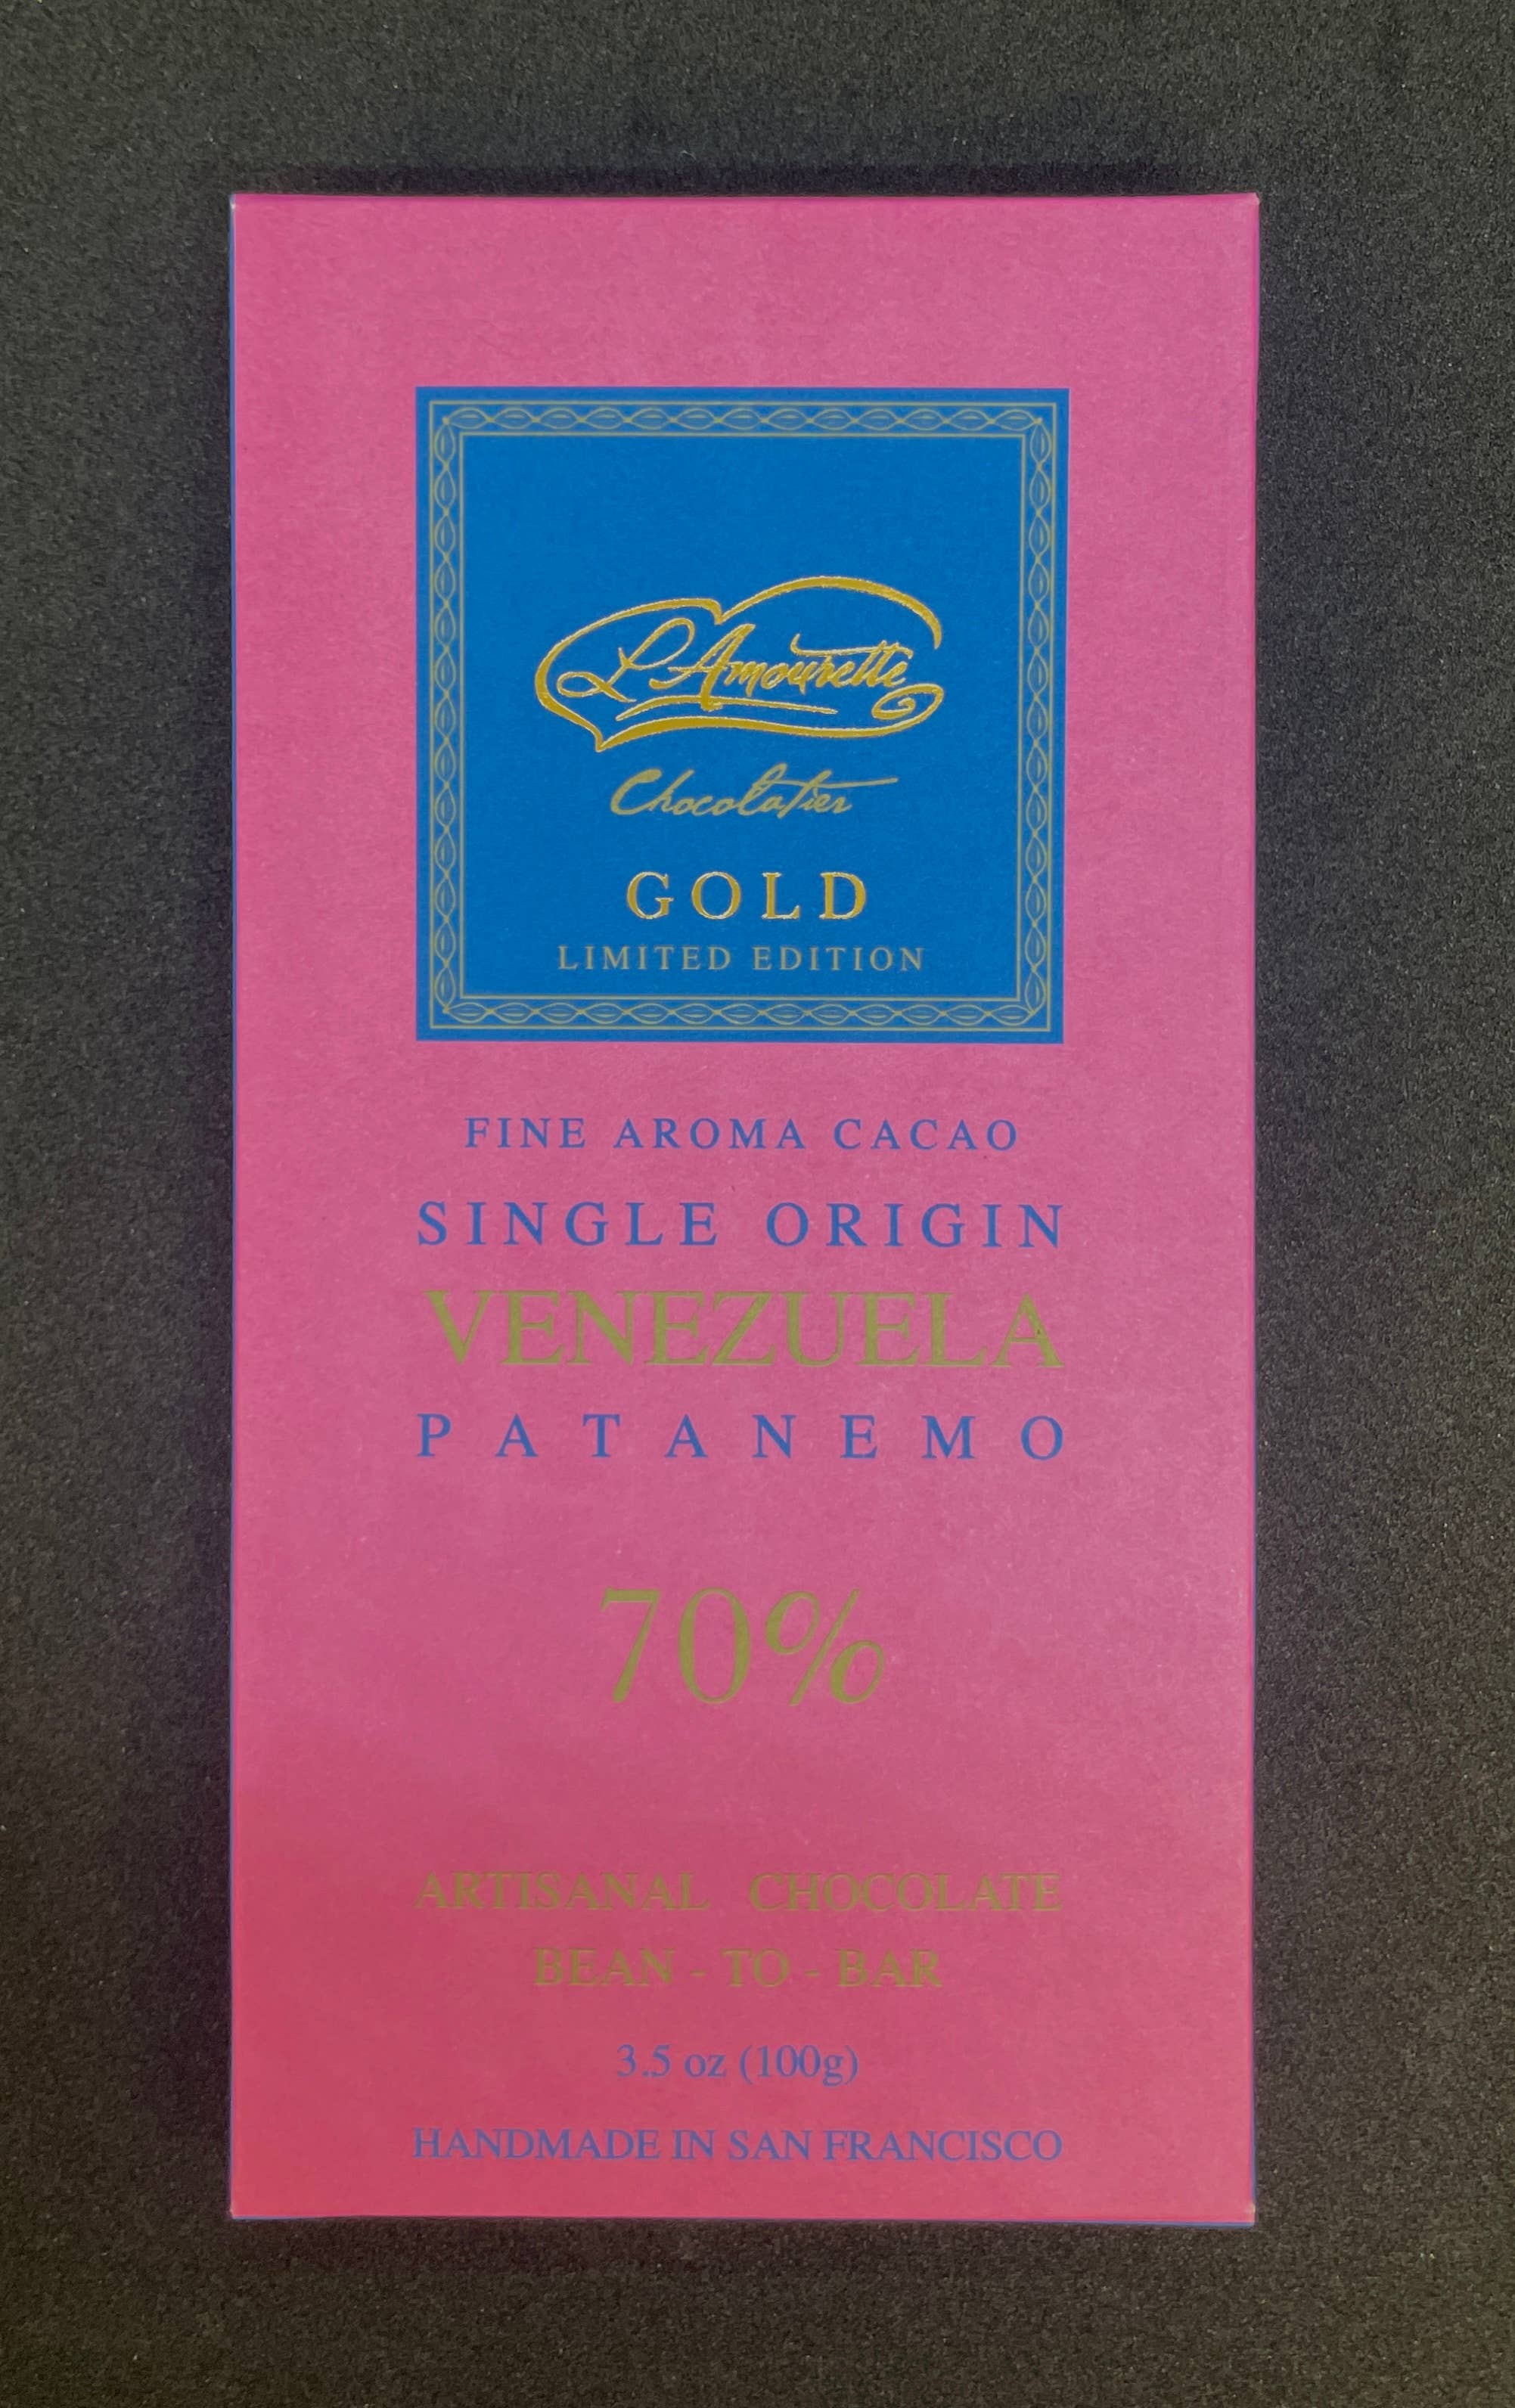 L'Amourette
Chocolatier
GOLD
LIMITED EDITION
FINE AROMA CACAO
SINGLE ORIGIN
VENEZUELA
PATANEMO
70%
ARTISANAL CHOCOLATE
BEAN - TO - BAR
3.5 oz (100g)
HANDMADE IN SAN FRANCISCO